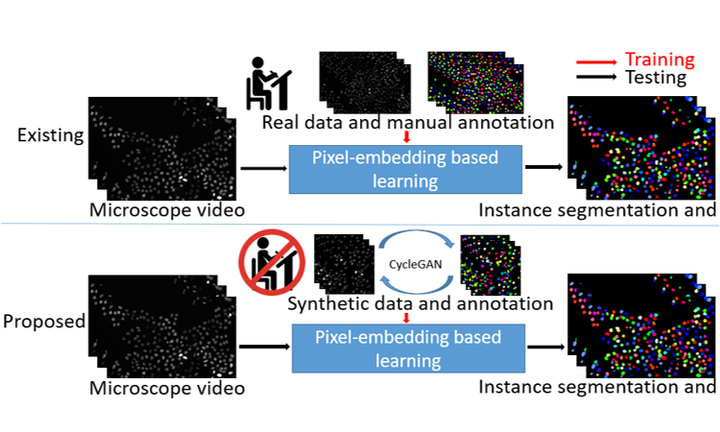 Training
Testing
Existing
Real data and manual annotation
Pixel-embedding based
learning
Microscope video
Instance segmentation and
CycleGAN
Synthetic data and annotation
Proposed
Pixel-embedding based
learning
Microscope video
Instance segmentation and